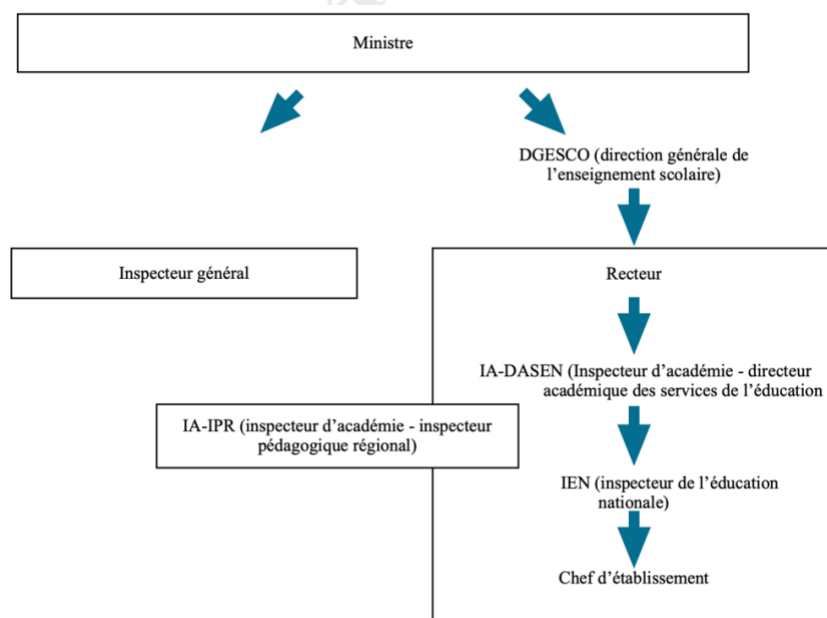 Ministre
DGESCO (direction générale de
l'enseignement scolaire)
Inspecteur général
Recteur
IA-DASEN (Inspecteur d'académie - directeur
académique des services de l'éducation
IA-IPR (inspecteur d'académie - inspecteur
pédagogique régional)
IEN (inspecteur de l'éducation
nationale)
Chef d'établissement